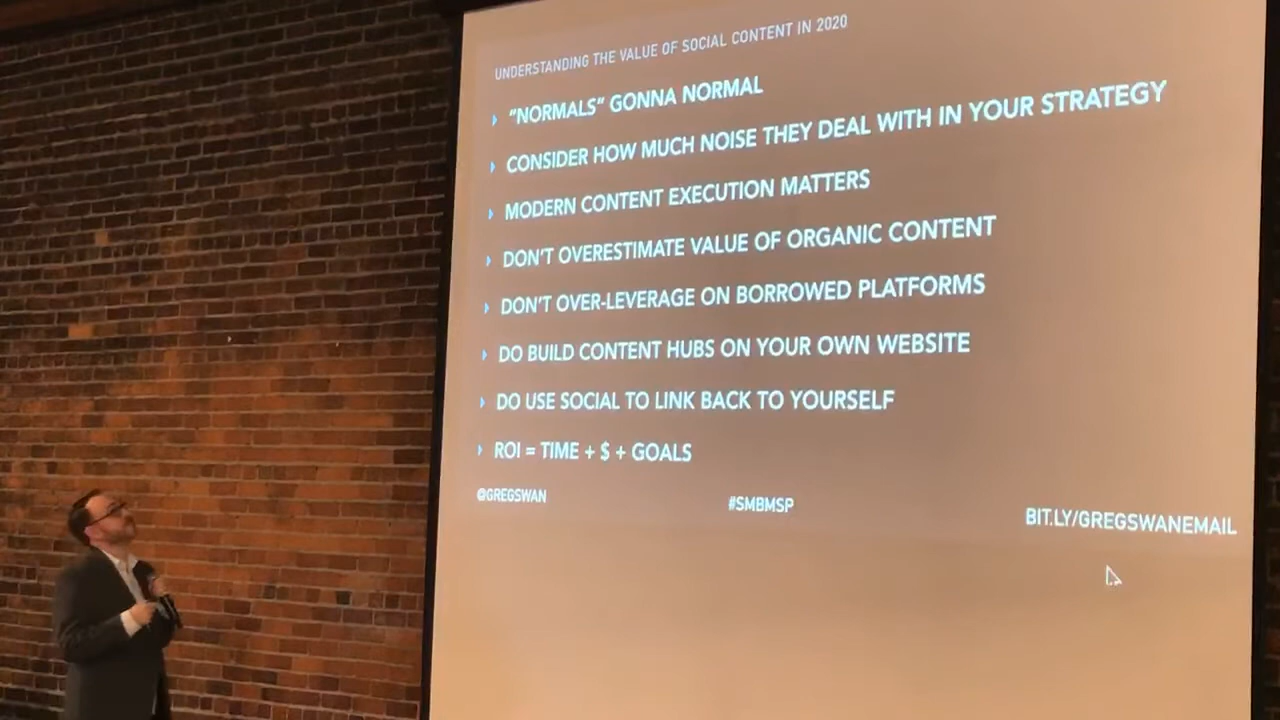 UNDERSTANDING THE VALUE OF SOCIAL CONTENT IN 2020
"NORMALS" GONNA NORMAL
CONSIDER HOW MUCH NOISE THEY DEAL WITH IN YOUR STRATEGY
MODERN CONTENT EXECUTION MATTERS
DON'T OVERESTIMATE VALUE OF ORGANIC CONTENT
DON'T OVER-LEVERAGE ON BORROWED PLATFORMS
DO BUILD CONTENT HUBS ON YOUR OWN WEBSITE
DO USE SOCIAL TO LINK BACK TO YOURSELF
ROI = TIME + $ + GOALS
@GREGSWAN
#SMBMSP
BIT.LY/GREGSWANEMAIL